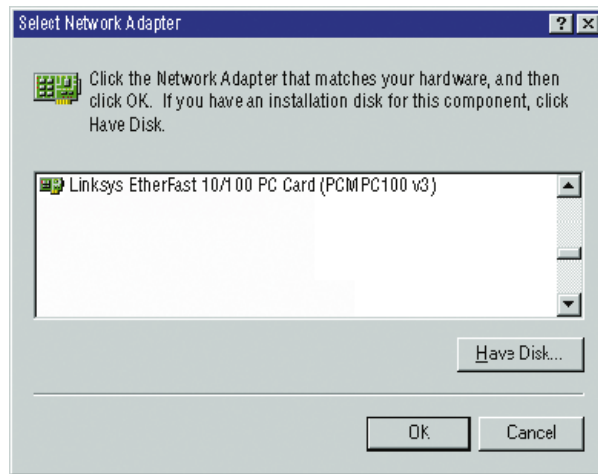 Select Network Adapter
Click the Network Adapter that matches your hardware, and then
click OK. If you have an installation disk for this component, click
Have Disk.
Linksys EtherFast 10/100 PC Card (PCMPC100 v3)
Have Disk...
OK
Cancel